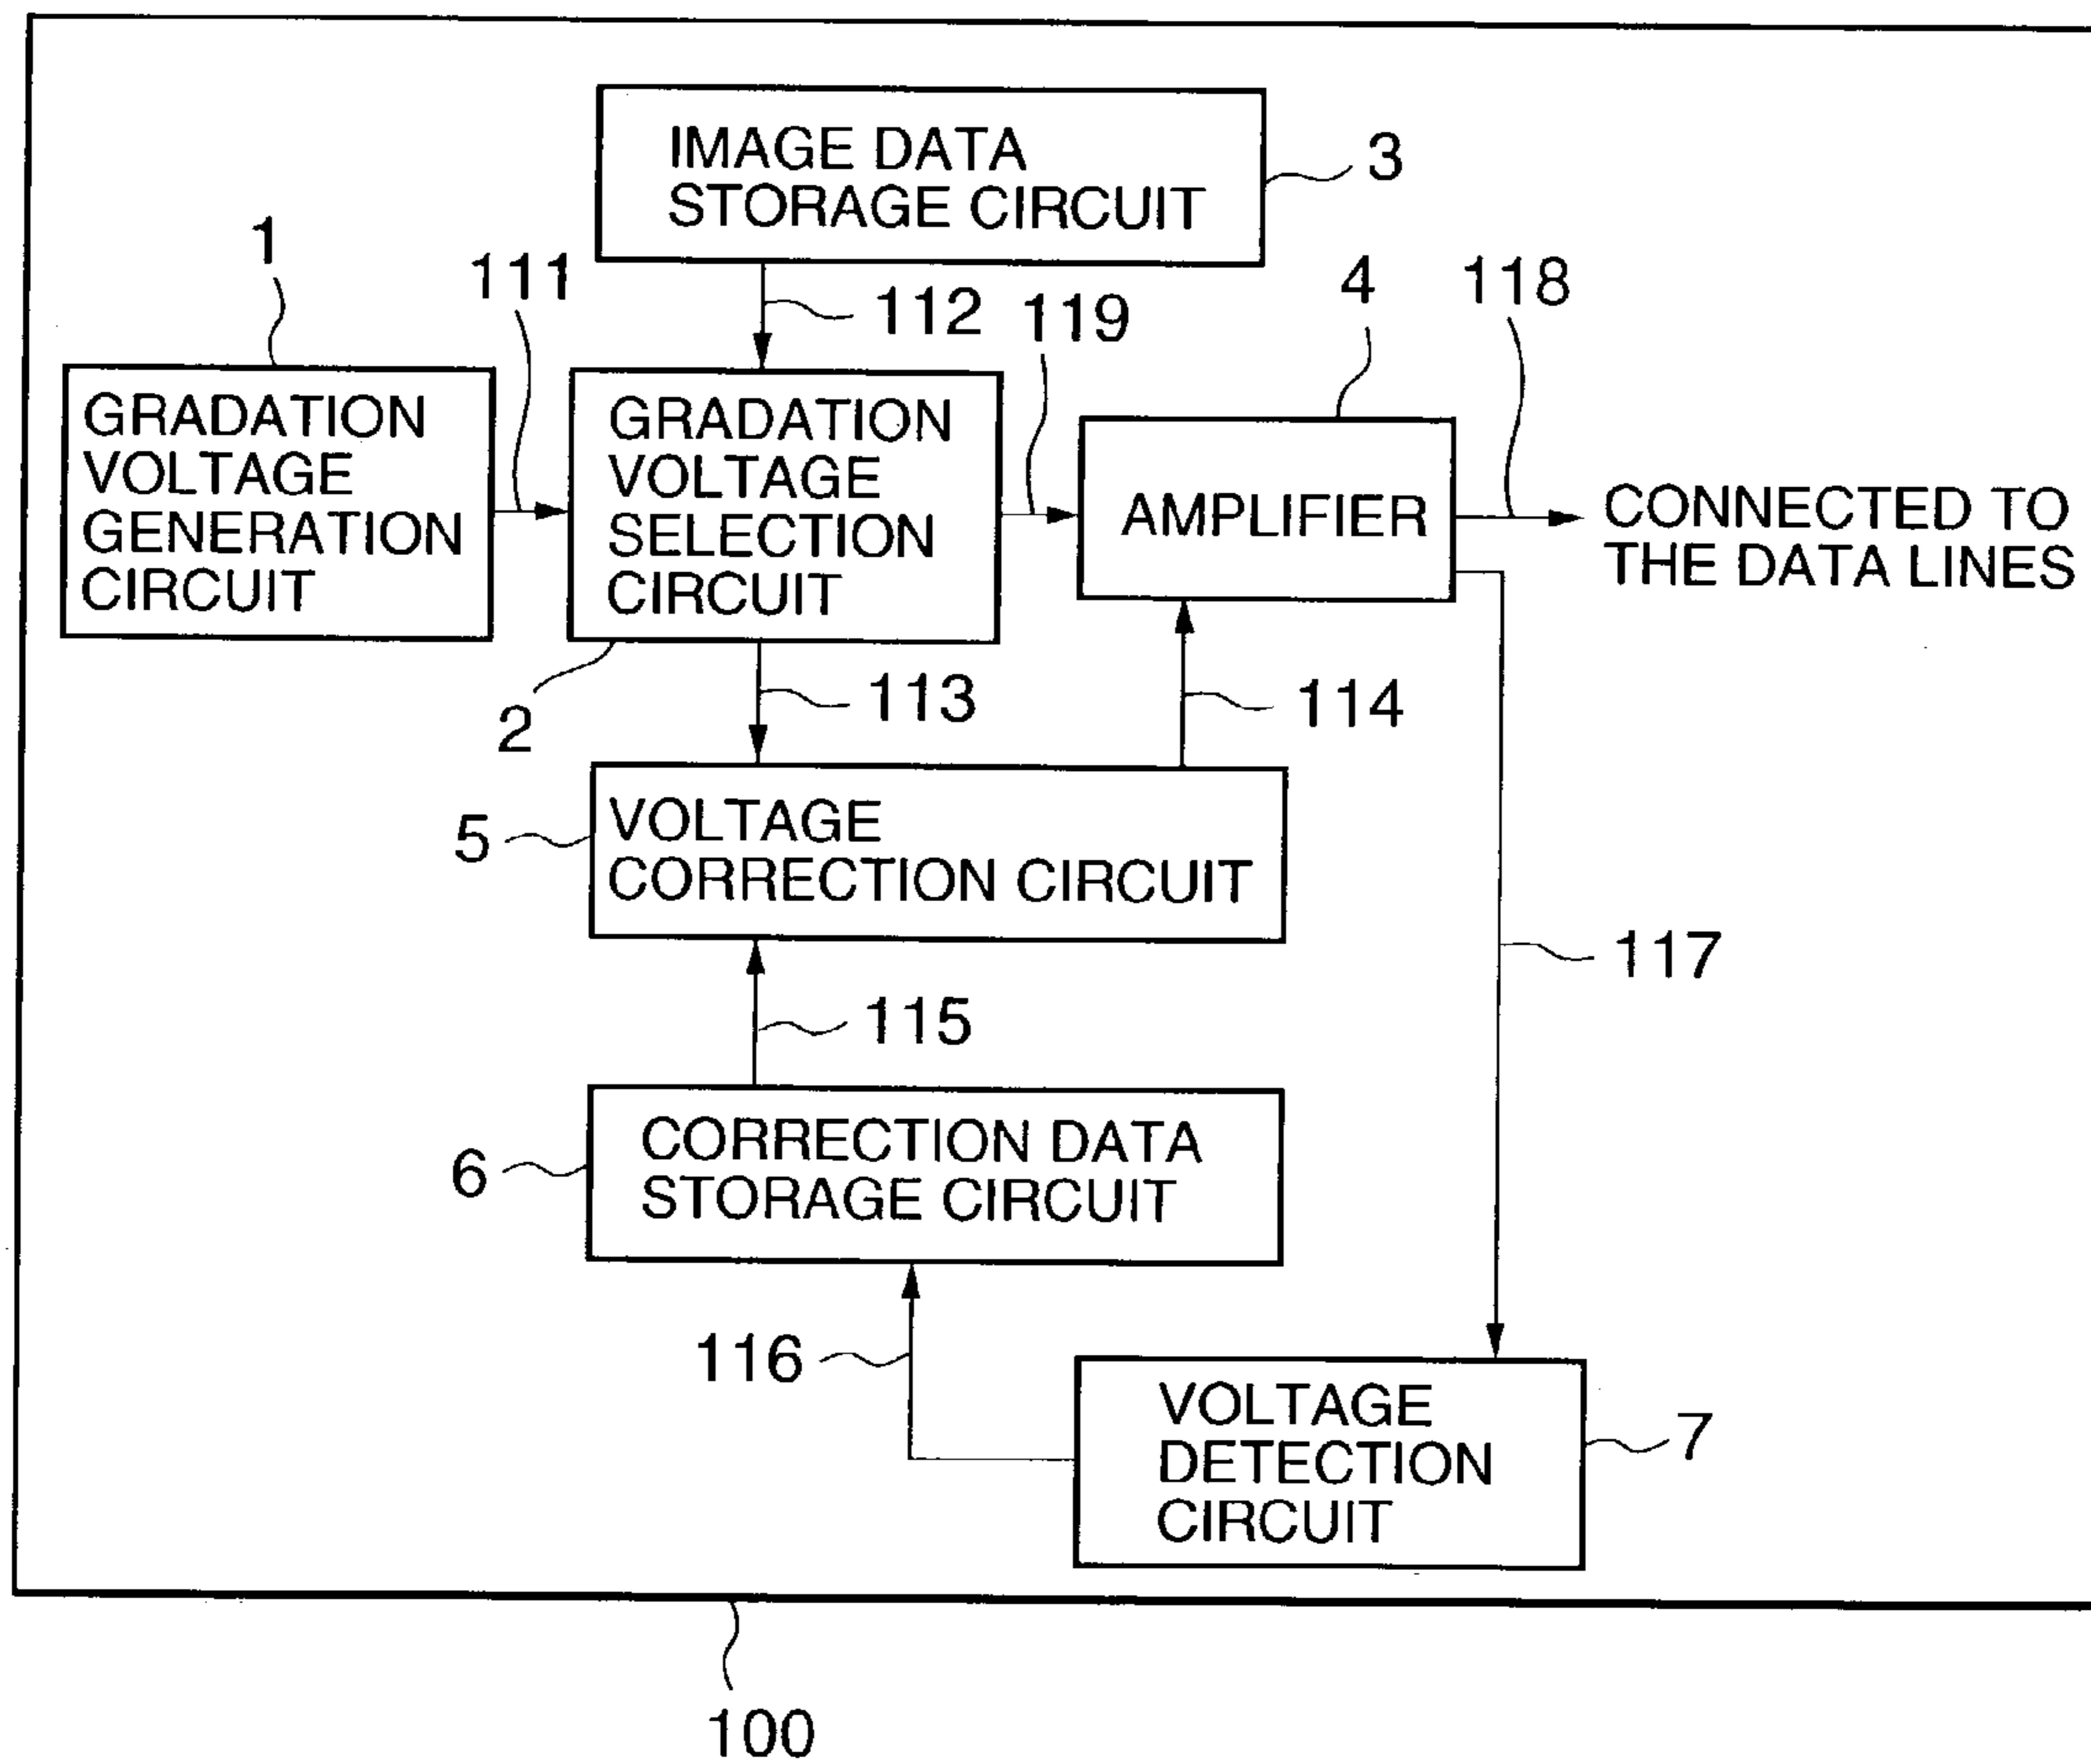 IMAGE DATA
STORAGE CIRCUIT
3
1
111
112
119
4
118
GRADATION
VOLTAGE
GENERATION
CIRCUIT
GRADATION
VOLTAGE
SELECTION
CIRCUIT
AMPLIFIER
CONNECTED TO
THE DATA LINES
2
113
114
5
VOLTAGE
CORRECTION CIRCUIT
117
115
6
CORRECTION DATA
STORAGE CIRCUIT
116
VOLTAGE
DETECTION
CIRCUIT
7
100